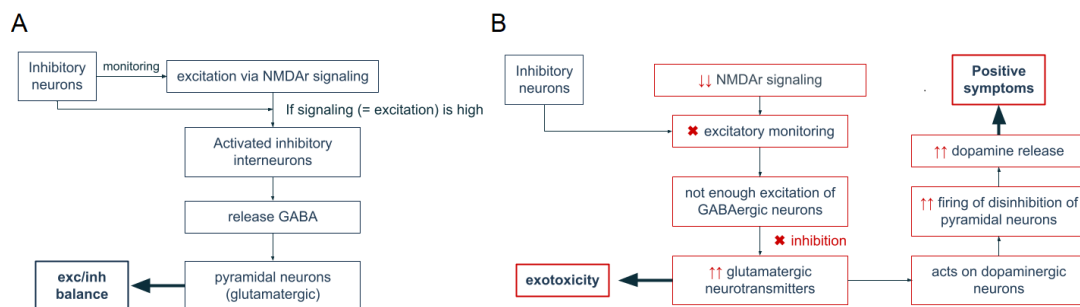 A
Inhibitory
neurons
monitoring
excitation via NMDAr signaling
If signaling (= excitation) is high
Activated inhibitory
interneurons
release GABA
pyramidal neurons
(glutamatergic)
exc/inh
balance
B
Inhibitory
neurons
↓↓ NMDAr signaling
✖ excitatory monitoring
not enough excitation of
GABAergic neurons
✖ inhibition
↑↑ glutamatergic
neurotransmitters
exotoxicity
acts on dopaminergic
neurons
↑↑ firing of disinhibition of
pyramidal neurons
↑↑ dopamine release
Positive
symptoms
.